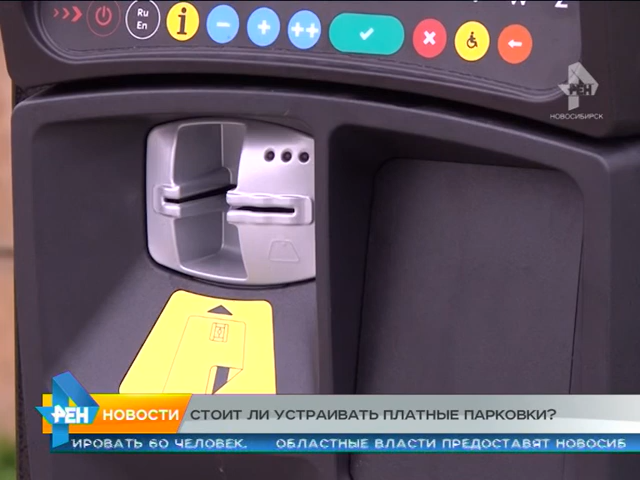 Ru
En
i
РЕН
НОВОСИБИРСК
РЕН НОВОСТИ СТОИТ ЛИ УСТРАИВАТЬ ПЛАТНЫЕ ПАРКОВКИ?
ИРОВАТЬ 60 ЧЕЛОВЕК. ОБЛАСТНЫЕ ВЛАСТИ ПРЕДОСТАВЯТ НОВОСИБ